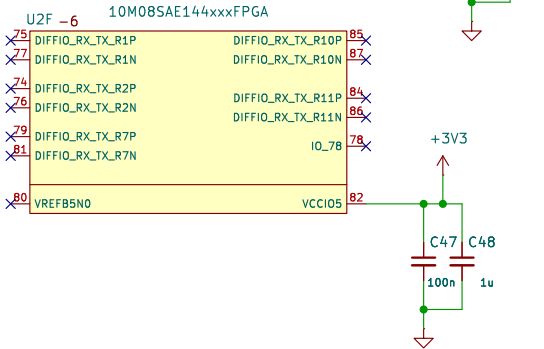 10M08SAE144xxxFPGA
U2F -6
75 DIFFIO_RX_TX_R1P DIFFIO_RX_TX_R10P 85
77 DIFFIO_RX_TX_R1N DIFFIO_RX_TX_R10N 87
74 DIFFIO_RX_TX_R2P DIFFIO_RX_TX_R11P 84
76 DIFFIO_RX_TX_R2N DIFFIO_RX_TX_R11N 86
79 DIFFIO_RX_TX_R7P IO_78 78
81 DIFFIO_RX_TX_R7N
+3V3
80 VREFB5N0 VCCIO5 82
C47 C48
100n 1u